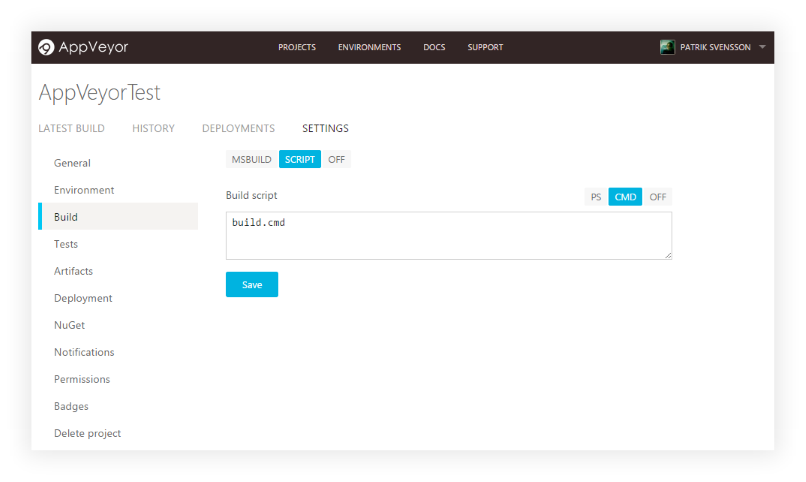 AppVeyor PROJECTS ENVIRONMENTS DOCS SUPPORT PATRIK SVENSSON
AppVeyorTest
LATEST BUILD HISTORY DEPLOYMENTS SETTINGS
General
Environment
Build
Tests
Artifacts
Deployment
NuGet
Notifications
Permissions
Badges
Delete project
MSBUILD SCRIPT OFF
Build script PS CMD OFF
build.cmd
Save